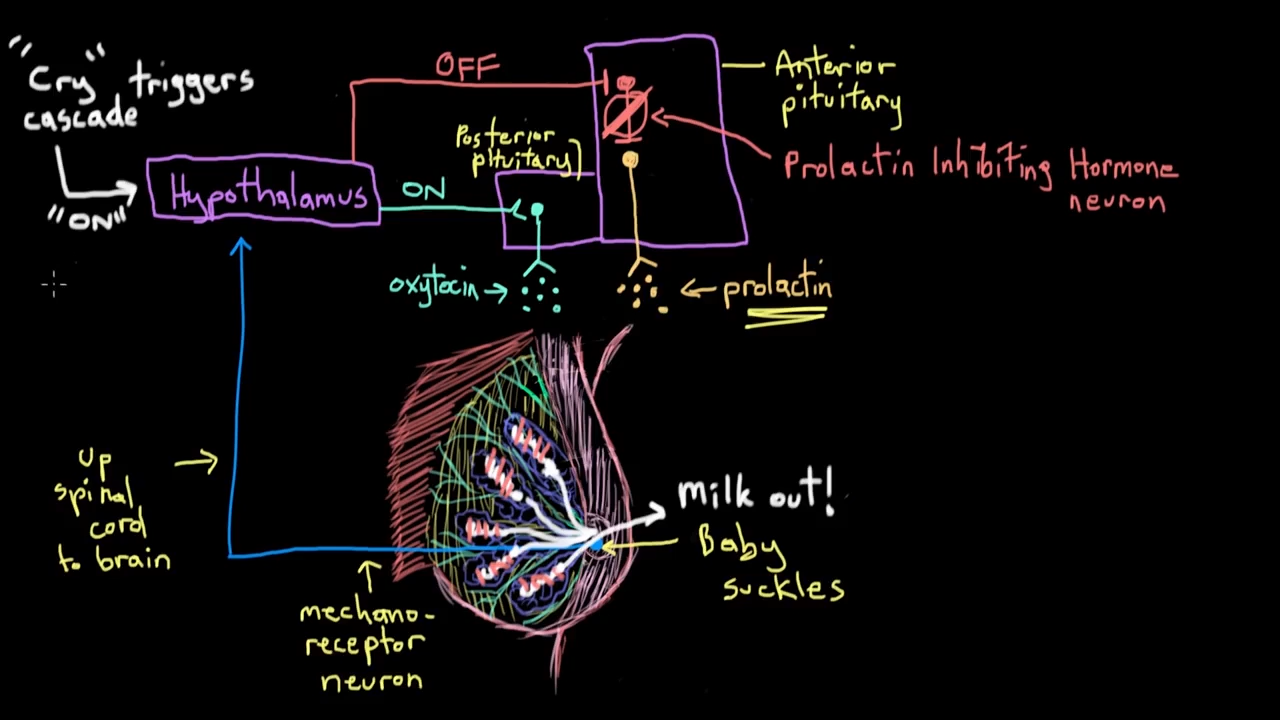 "Cry" triggers
cascade
"ON"
Hypothalamus
OFF
ON
Posterior
pituitary
Anterior
pituitary
Prolactin Inhibiting Hormone
neuron
oxytocin
prolactin
up
spinal
cord
to brain
mechano-
receptor
neuron
milk out!
Baby
suckles